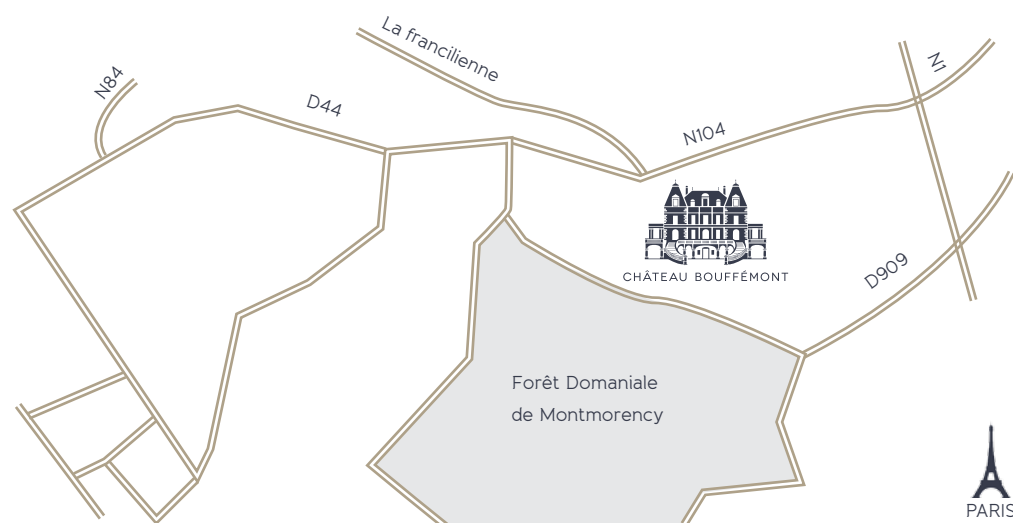 La francilienne
N1
N84
D44
N104
CHÂTEAU BOUFFÉMONT
D909
Forêt Domaniale
de Montmorency
PARIS